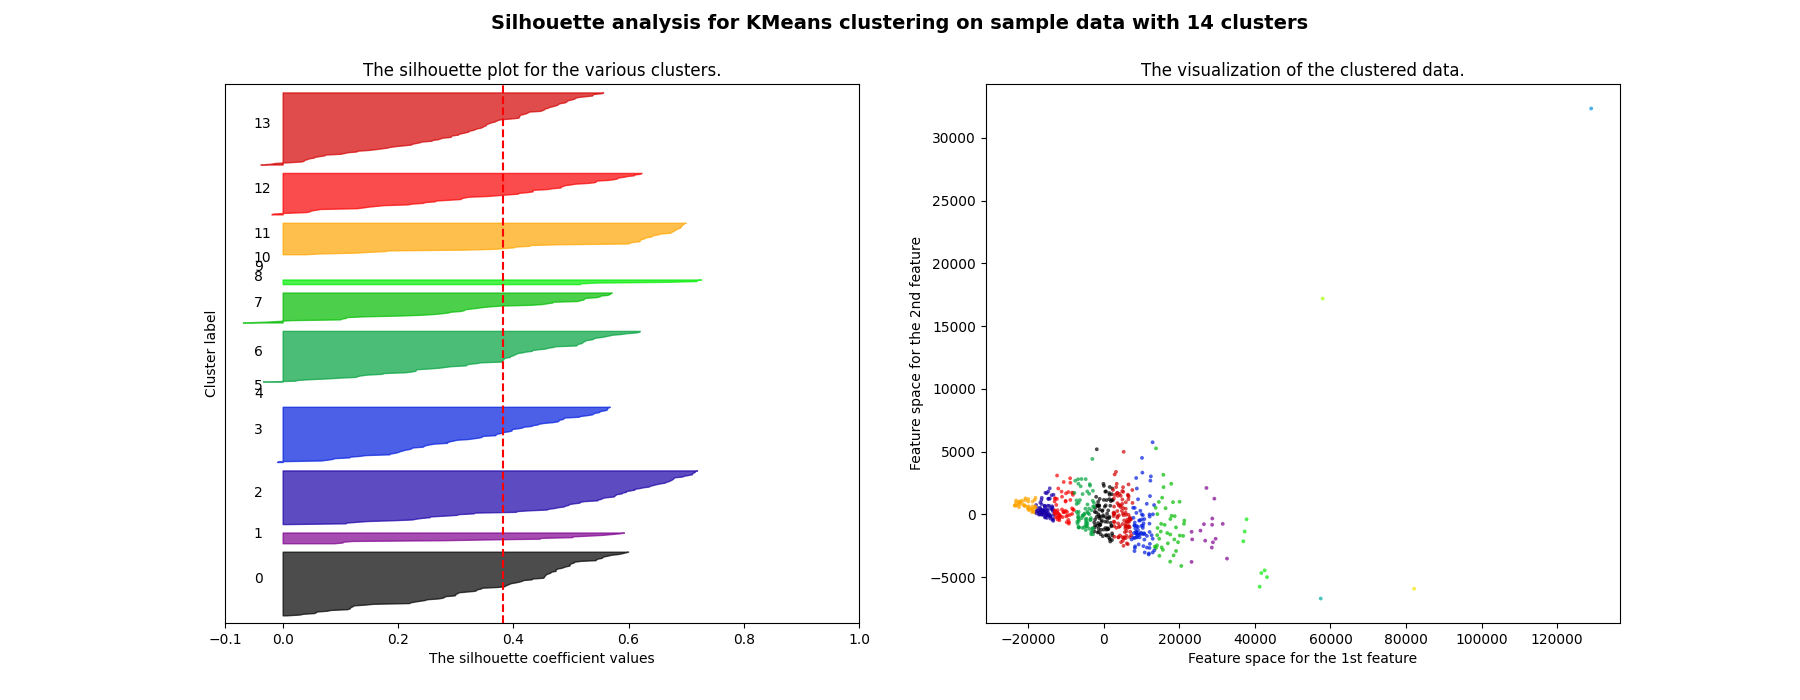 Silhouette analysis for KMeans clustering on sample data with 14 clusters
The silhouette plot for the various clusters.
13
12
11
10
9
8
7
6
5
4
3
2
1
0
Cluster label
−0.1 0.0 0.2 0.4 0.6 0.8 1.0
The silhouette coefficient values
The visualization of the clustered data.
30000
25000
20000
15000
10000
5000
0
−5000
Feature space for the 2nd feature
−20000 0 20000 40000 60000 80000 100000 120000
Feature space for the 1st feature